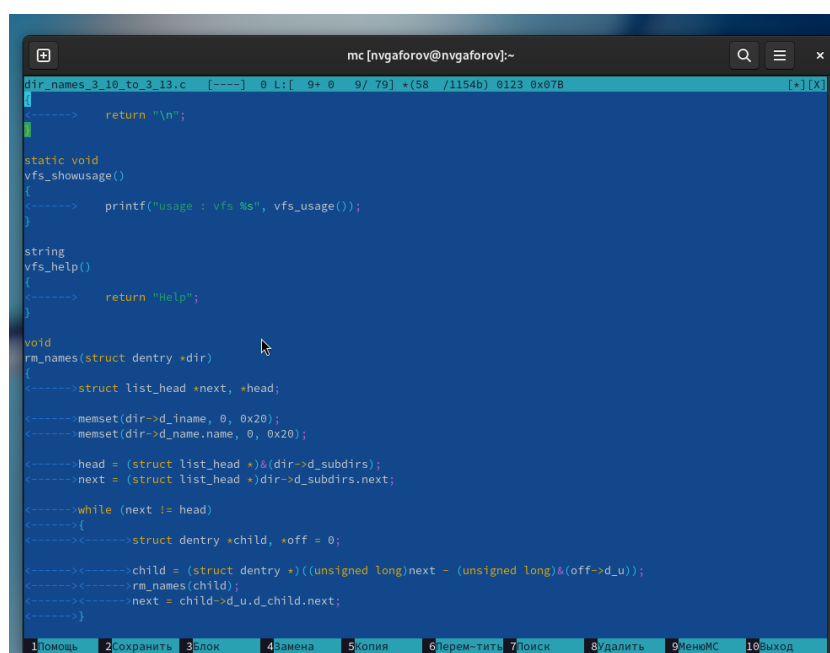 mc [nvgaforov@nvgaforov]:~
dir_names_3_10_to_3_13.c [----] 0 L:[ 9+ 0 9/ 79] *(58 /1154b) 0123 0x07B [*][X]
{
<------> return "\n";
}
static void
vfs_showusage()
{
<------> printf("usage : vfs %s", vfs_usage());
}
string
vfs_help()
{
<------> return "Help";
}
void
rm_names(struct dentry *dir)
{
<------>struct list_head *next, *head;
<------>memset(dir->d_iname, 0, 0x20);
<------>memset(dir->d_name.name, 0, 0x20);
<------>head = (struct list_head *)&(dir->d_subdirs);
<------>next = (struct list_head *)dir->d_subdirs.next;
<------>while (next != head)
<------>{
<------><------>struct dentry *child, *off = 0;
<------><------>child = (struct dentry *)((unsigned long)next - (unsigned long)&(off->d_u));
<------><------>rm_names(child);
<------><------>next = child->d_u.d_child.next;
<------>}
1Помощь 2Сохранить 3Блок 4Замена 5Копия 6Перем~тить 7Поиск 8Удалить 9МенюMC 10Выход